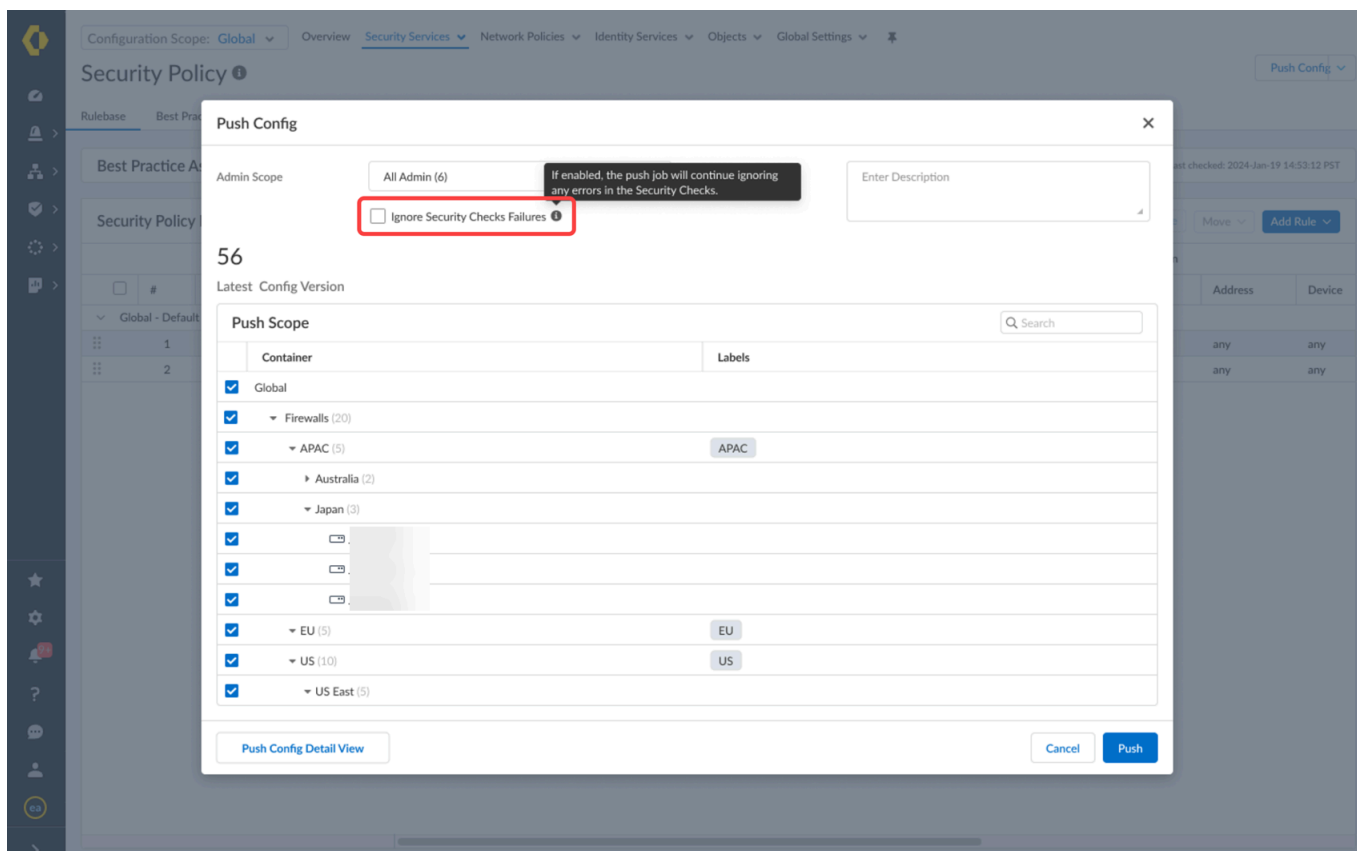 Configuration Scope: Global
Overview
Security Services
Network Policies
Identity Services
Objects
Global Settings
Security Policy
Push Config
Rulebase
Best Prac
Best Practice As
ast checked: 2024-Jan-19 14:53:12 PST
Security Policy
Move
Add Rule
#
Address
Device
Global - Default
1
any
any
2
any
any
Push Config
Admin Scope
All Admin (6)
If enabled, the push job will continue ignoring
any errors in the Security Checks.
Enter Description
Ignore Security Checks Failures
56
Latest Config Version
Push Scope
Search
Container
Labels
Global
Firewalls (20)
APAC (5)
APAC
Australia (2)
Japan (3)
EU (5)
EU
US (10)
US
US East (5)
Push Config Detail View
Cancel
Push
?
ea